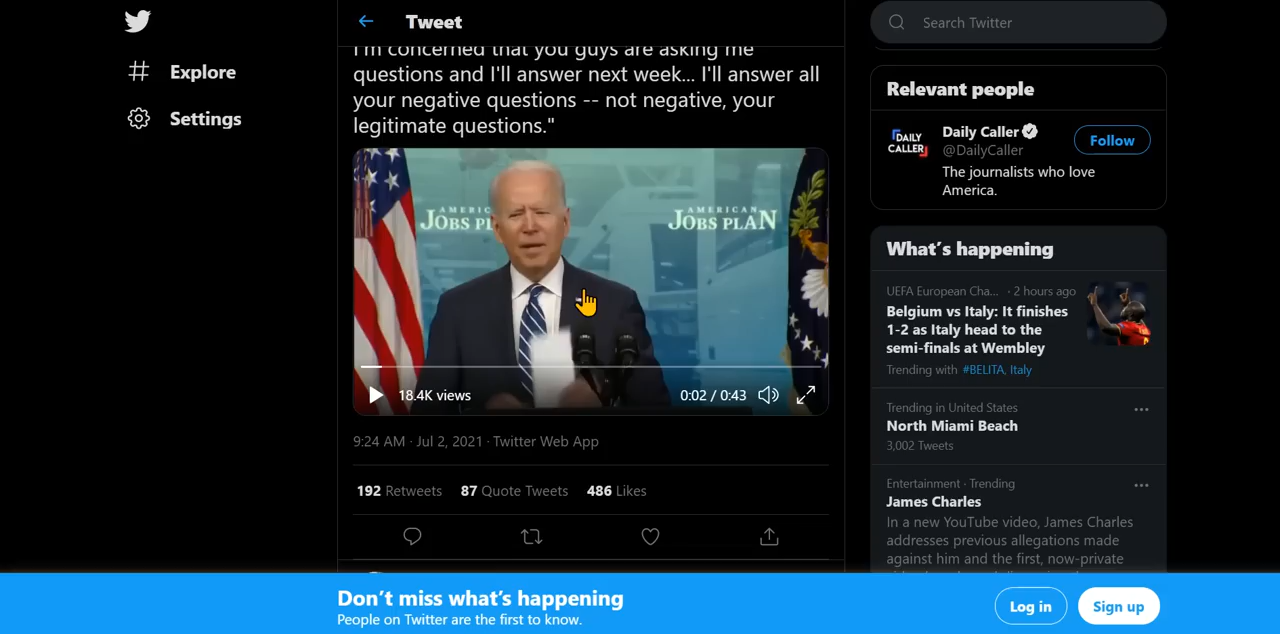 Tweet
Search Twitter
Explore
Settings
I'm concerned that you guys are asking me
questions and I'll answer next week... I'll answer all
your negative questions -- not negative, your
legitimate questions."
AMERICAN
JOBS PLAN
18.4K views
0:02 / 0:43
9:24 AM · Jul 2, 2021 · Twitter Web App
192 Retweets 87 Quote Tweets 486 Likes
Relevant people
DAILY
CALLER
Daily Caller
@DailyCaller
Follow
The journalists who love
America.
What's happening
UEFA European Cha... · 2 hours ago
Belgium vs Italy: It finishes
1-2 as Italy head to the
semi-finals at Wembley
Trending with #BELITA, Italy
Trending in United States
North Miami Beach
3,002 Tweets
Entertainment · Trending
James Charles
In a new YouTube video, James Charles
addresses previous allegations made
against him and the first, now-private
Don't miss what's happening
People on Twitter are the first to know.
Log in
Sign up